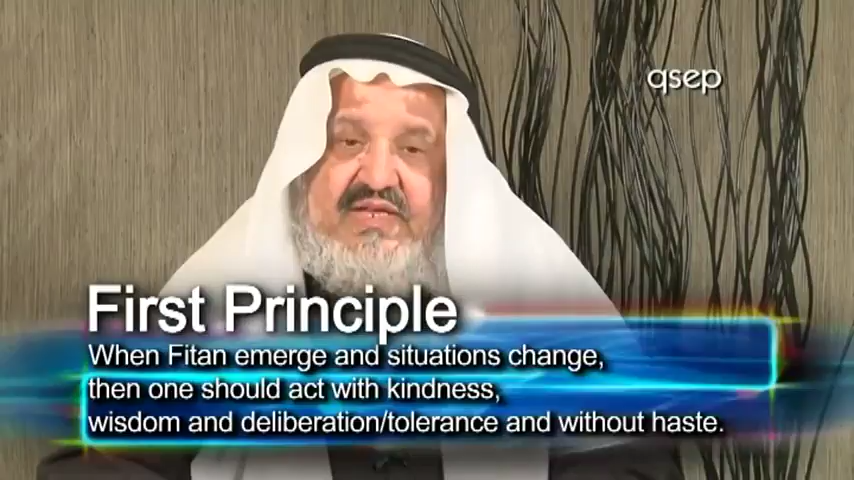 qsep
First Principle
When Fitan emerge and situations change,
then one should act with kindness,
wisdom and deliberation/tolerance and without haste.